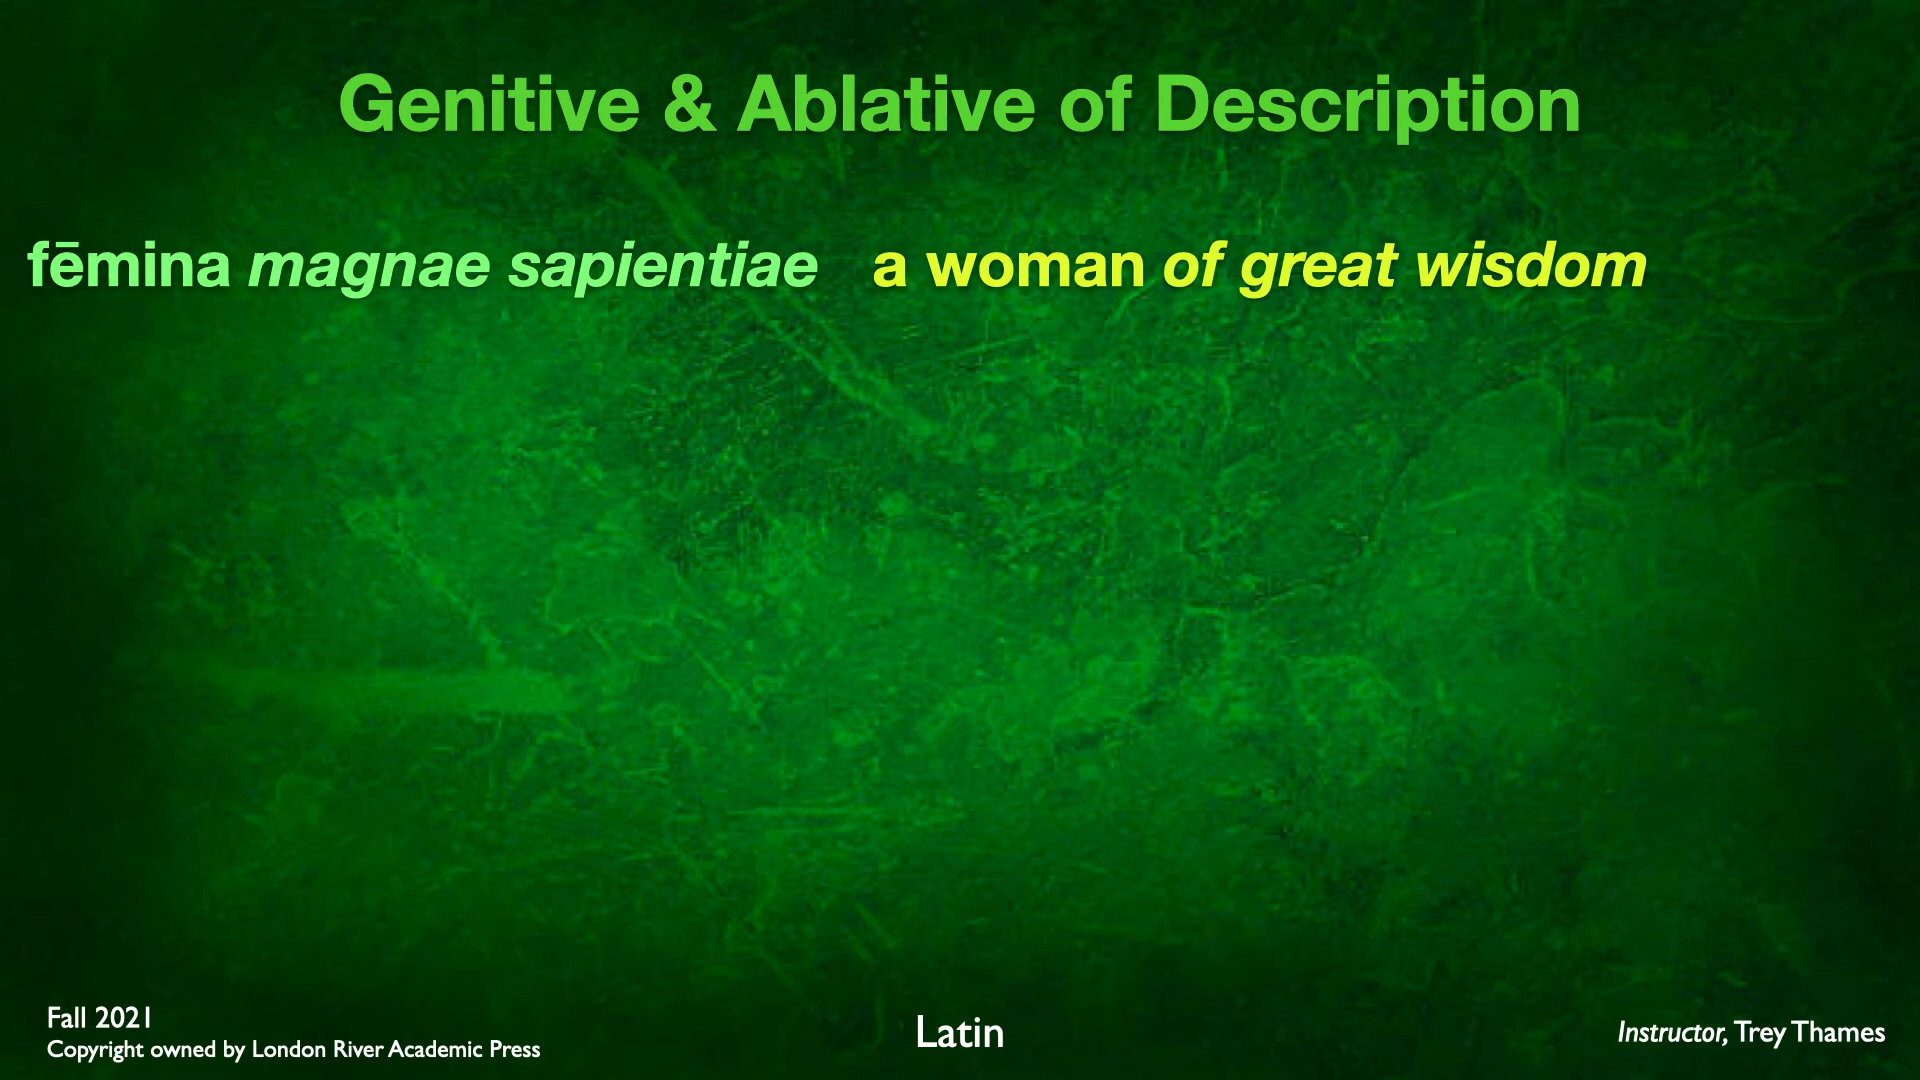 Genitive & Ablative of Description
fēmina magnae sapientiae a woman of great wisdom
Fall 2021
Copyright owned by London River Academic Press
Latin
Instructor, Trey Thames